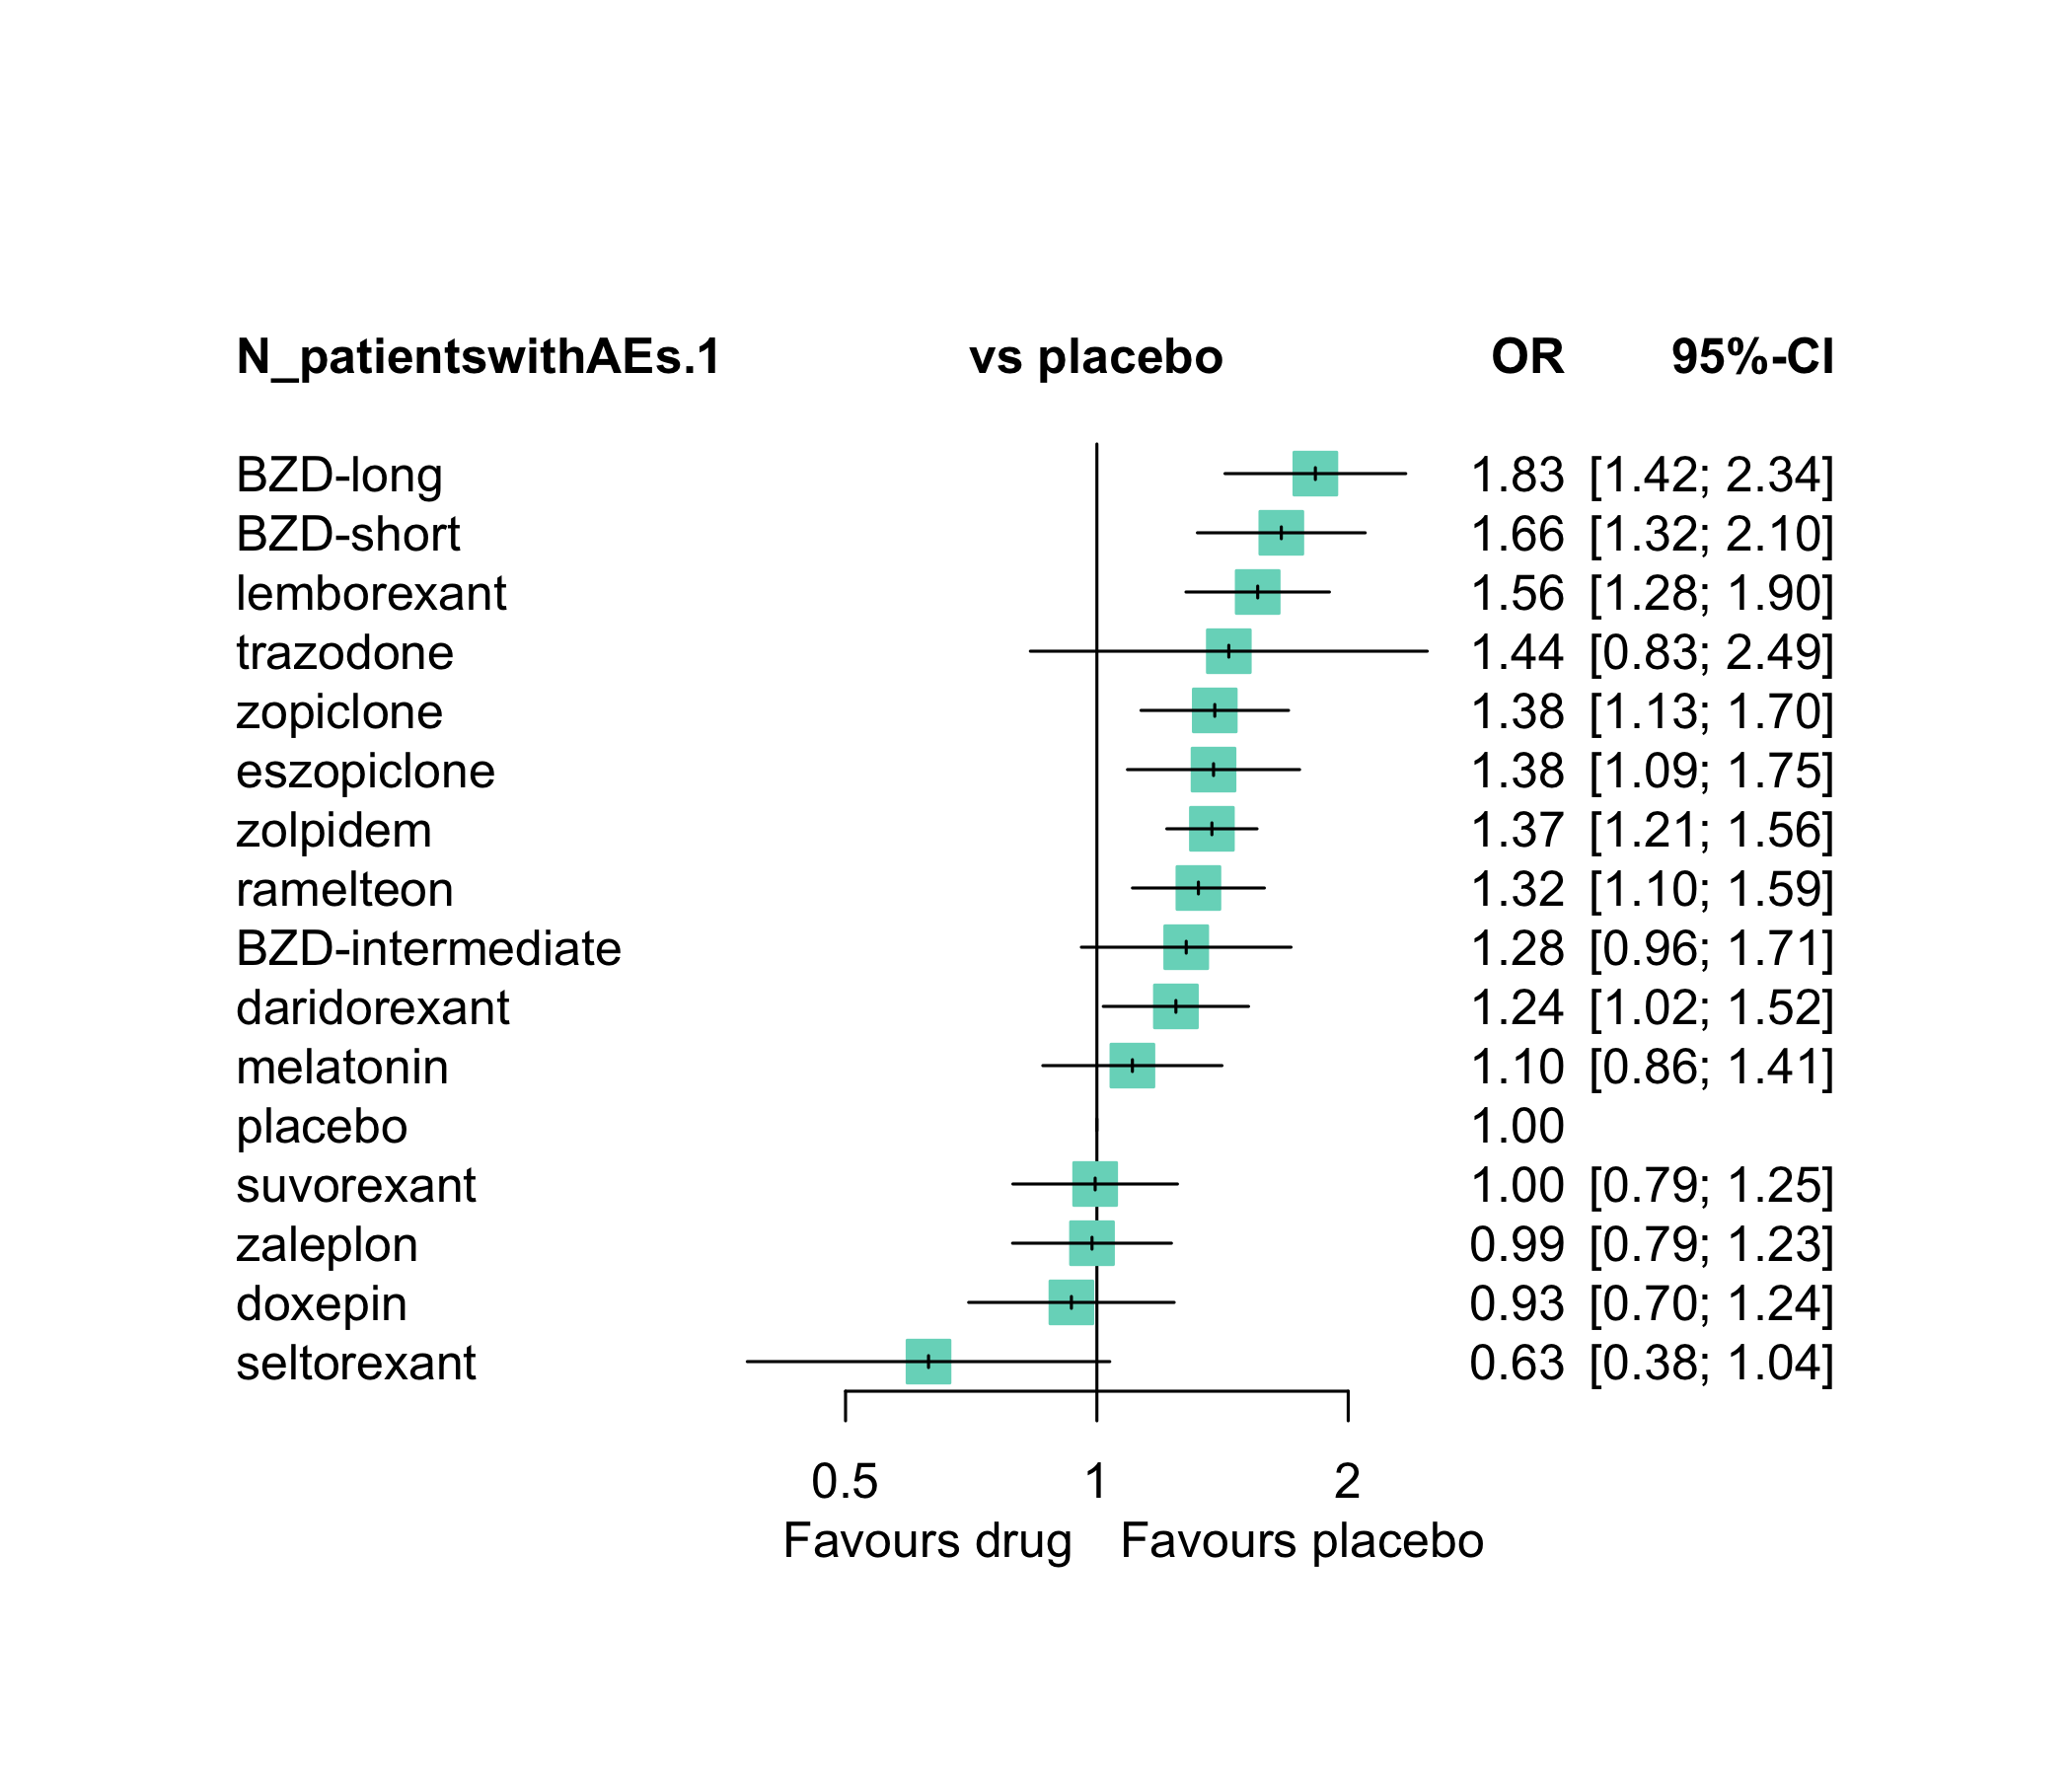 N_patientswithAEs.1 vs placebo OR 95%-CI
BZD-long 1.83 [1.42; 2.34]
BZD-short 1.66 [1.32; 2.10]
lemborexant 1.56 [1.28; 1.90]
trazodone 1.44 [0.83; 2.49]
zopiclone 1.38 [1.13; 1.70]
eszopiclone 1.38 [1.09; 1.75]
zolpidem 1.37 [1.21; 1.56]
ramelteon 1.32 [1.10; 1.59]
BZD-intermediate 1.28 [0.96; 1.71]
daridorexant 1.24 [1.02; 1.52]
melatonin 1.10 [0.86; 1.41]
placebo 1.00
suvorexant 1.00 [0.79; 1.25]
zaleplon 0.99 [0.79; 1.23]
doxepin 0.93 [0.70; 1.24]
seltorexant 0.63 [0.38; 1.04]
0.5 1 2
Favours drug Favours placebo